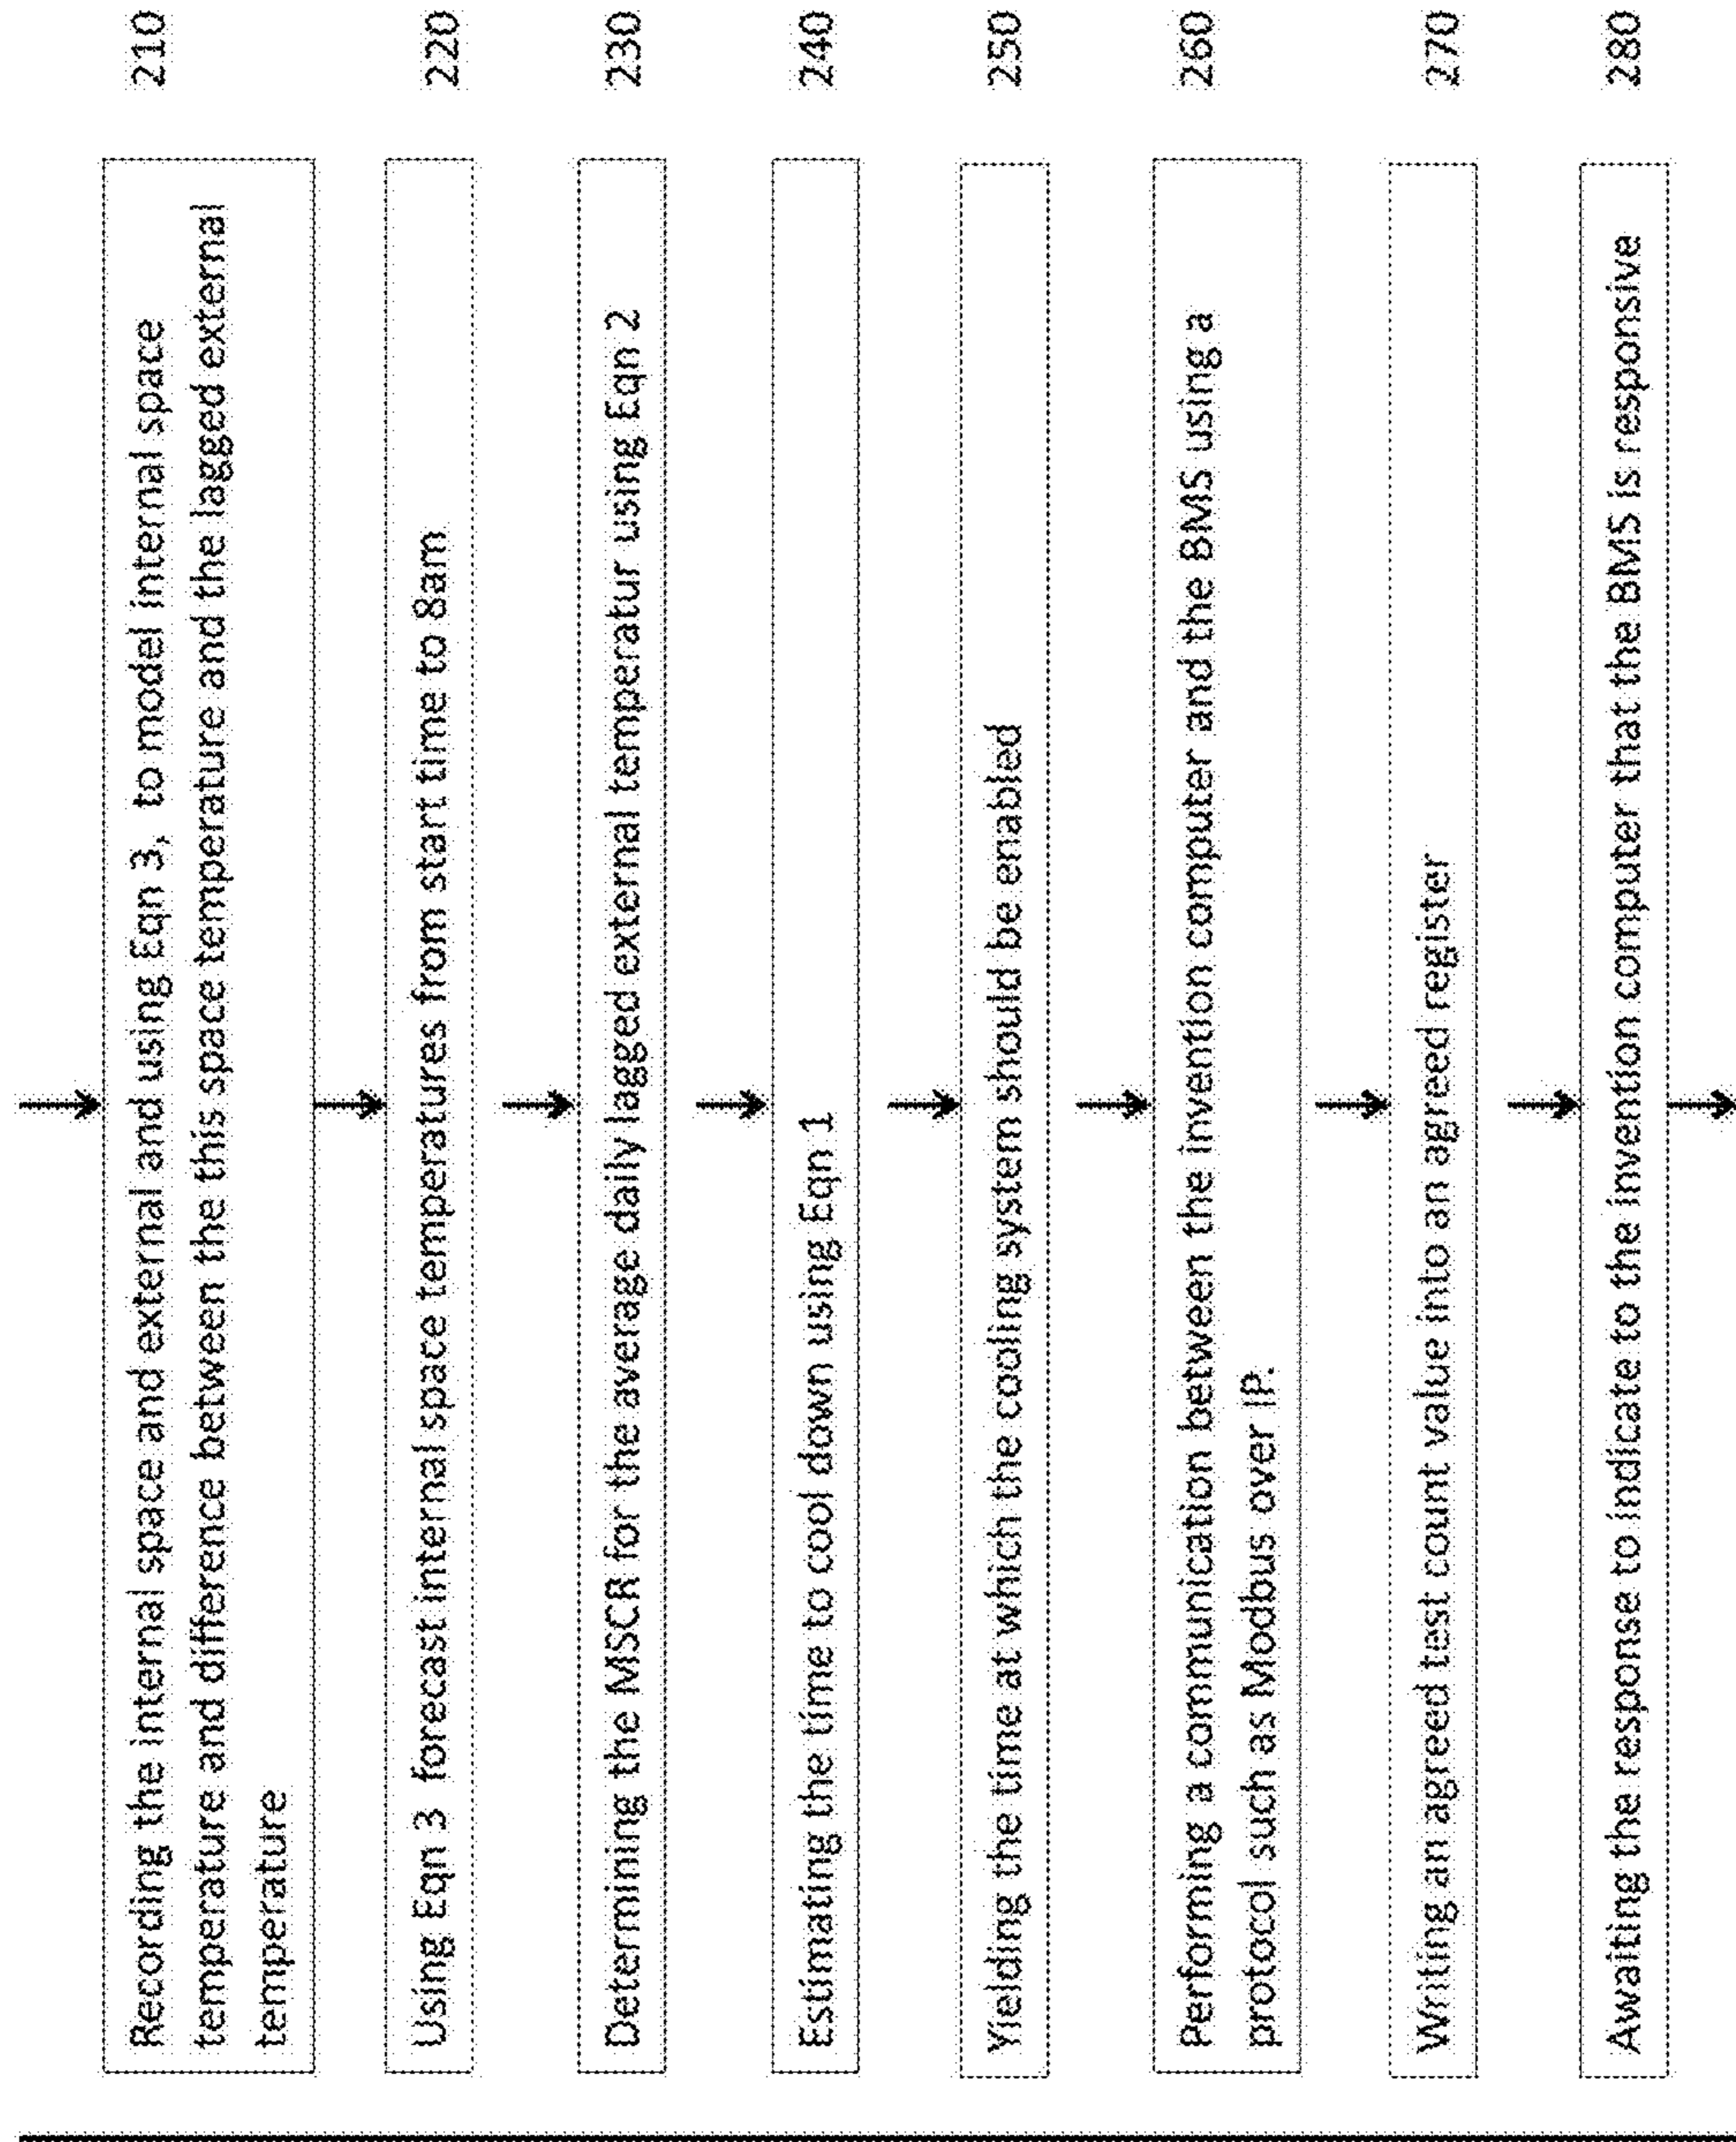 Recording the internal space and external and using Eqn 3, to model internal space
temperature and difference between the this space temperature and the lagged external
temperature
210
Using Eqn 3 forecast internal space temperatures from start time to 8am
220
Determining the MSCR for the average daily lagged external temperatur using Eqn 2
230
Estimating the time to cool down using Eqn 1
240
Yielding the time at which the cooling system should be enabled
250
Performing a communication between the invention computer and the BMS using a
protocol such as Modbus over IP.
260
Writing an agreed test count value into an agreed register
270
Awaiting the response to indicate to the invention computer that the BMS is responsive
280